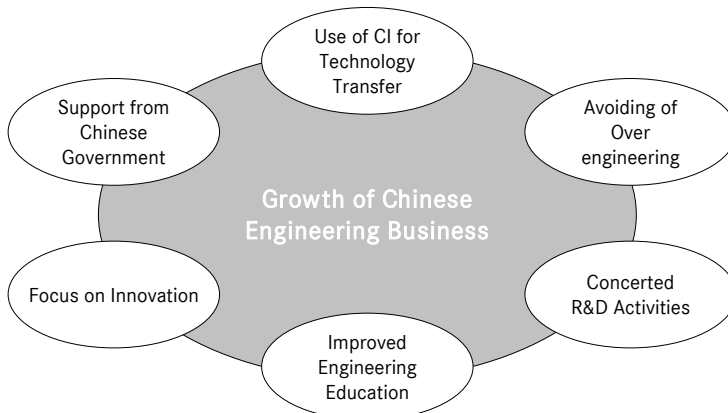 Use of CI for
Technology
Transfer
Support from
Chinese
Government
Avoiding of
Over
engineering
Growth of Chinese
Engineering Business
Focus on Innovation
Concerted
R&D Activities
Improved
Engineering
Education